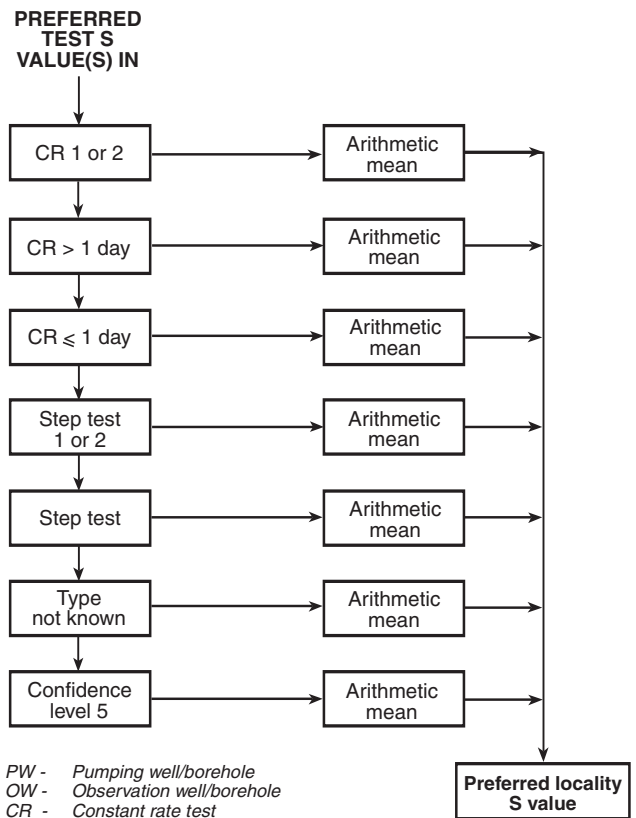 PREFERRED
TEST S
VALUE(S) IN
CR 1 or 2
Arithmetic
mean
CR > 1 day
Arithmetic
mean
CR ⩽ 1 day
Arithmetic
mean
Step test
1 or 2
Arithmetic
mean
Step test
Arithmetic
mean
Type
not known
Arithmetic
mean
Confidence
level 5
Arithmetic
mean
PW - Pumping well/borehole
OW - Observation well/borehole
CR - Constant rate test
Preferred locality
S value